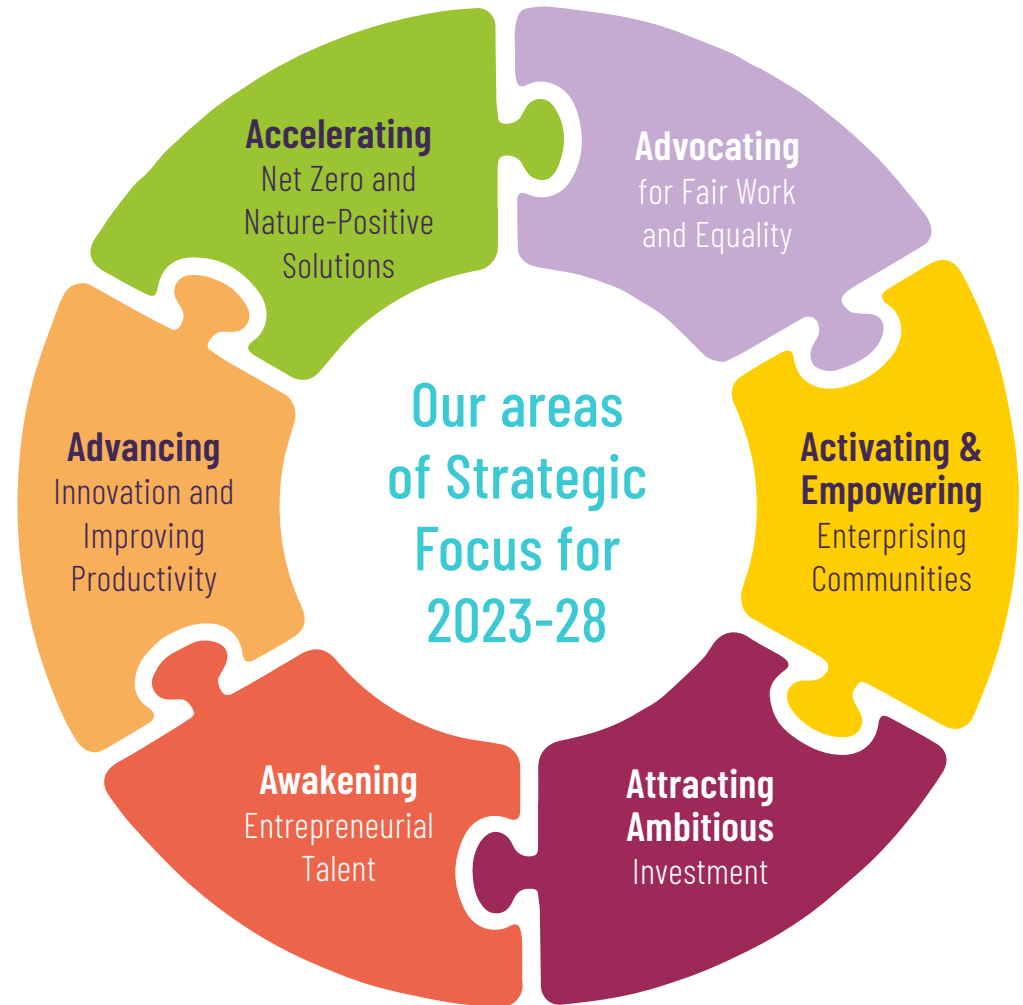 Accelerating
Net Zero and
Nature-Positive
Solutions
Advocating
for Fair Work
and Equality
Activating &
Empowering
Enterprising
Communities
Attracting
Ambitious
Investment
Awakening
Entrepreneurial
Talent
Advancing
Innovation and
Improving
Productivity
Our areas
of Strategic
Focus for
2023-28